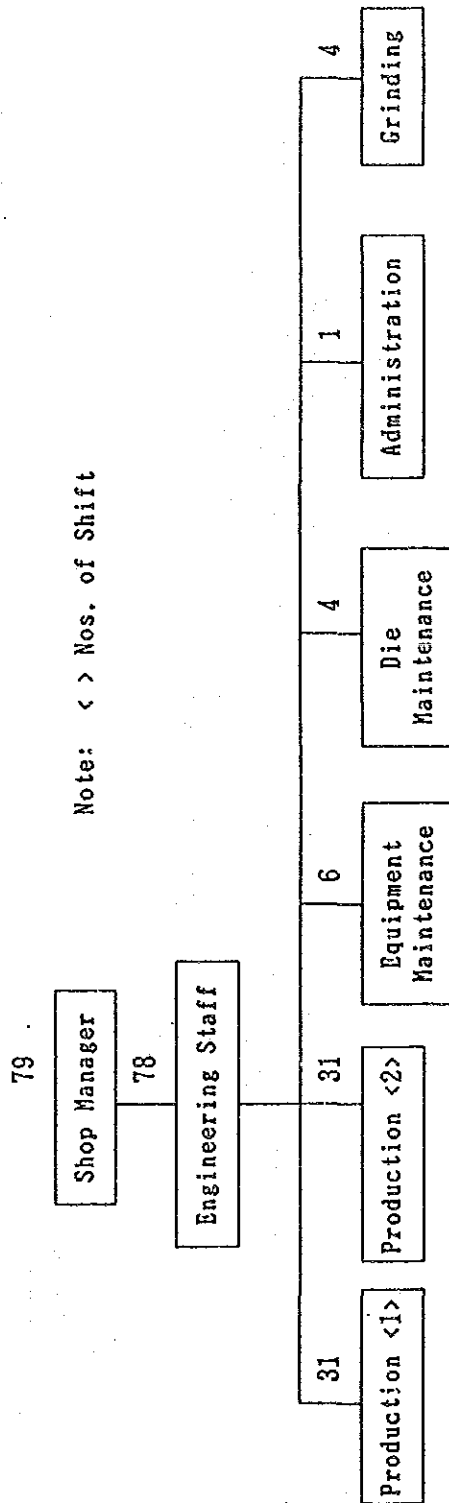 79
Shop Manager
Note: < > Nos. of Shift
78
Engineering Staff
31
31
6
4
1
4
Production <1>
Production <2>
Equipment
Maintenance
Die
Maintenance
Administration
Grinding